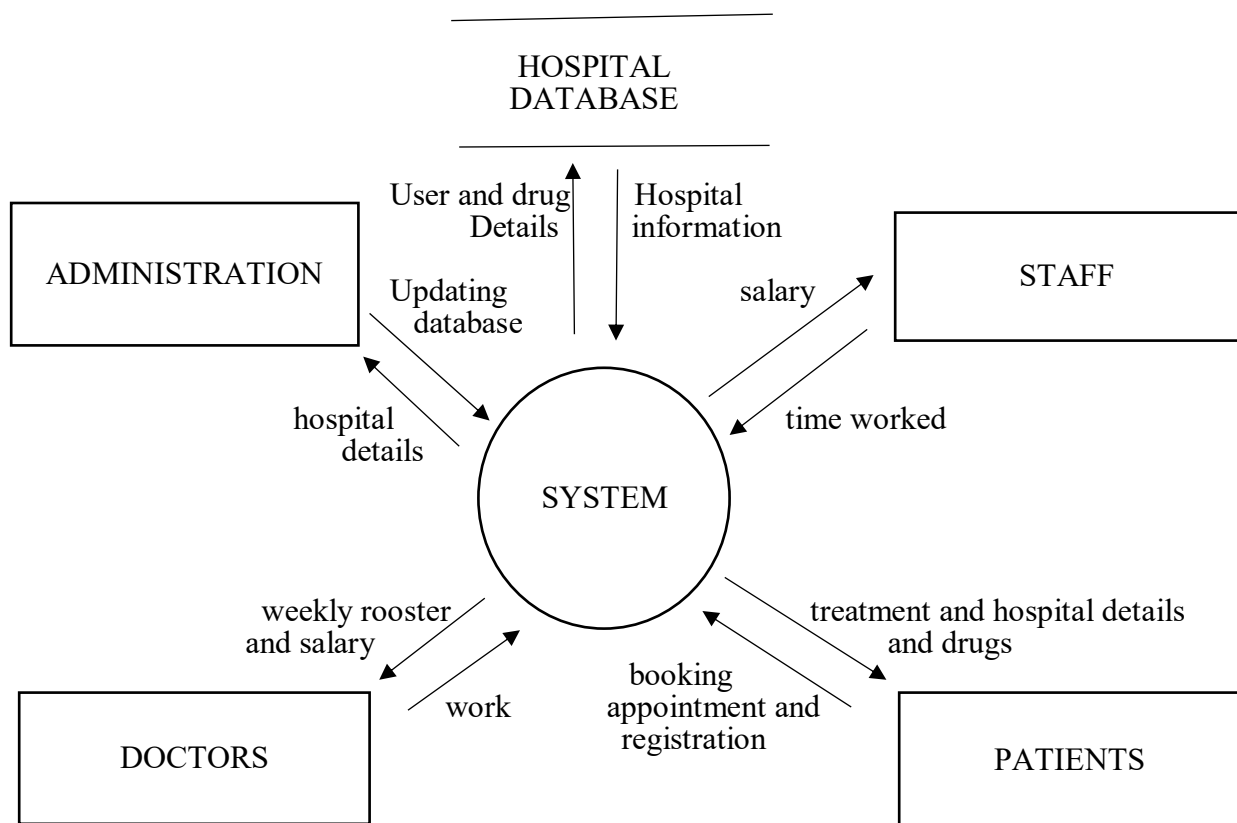 HOSPITAL
DATABASE
User and drug
Details
Hospital
information
ADMINISTRATION
STAFF
Updating
database
salary
hospital
details
time worked
SYSTEM
weekly rooster
and salary
treatment and hospital details
and drugs
work
booking
appointment and
registration
DOCTORS
PATIENTS